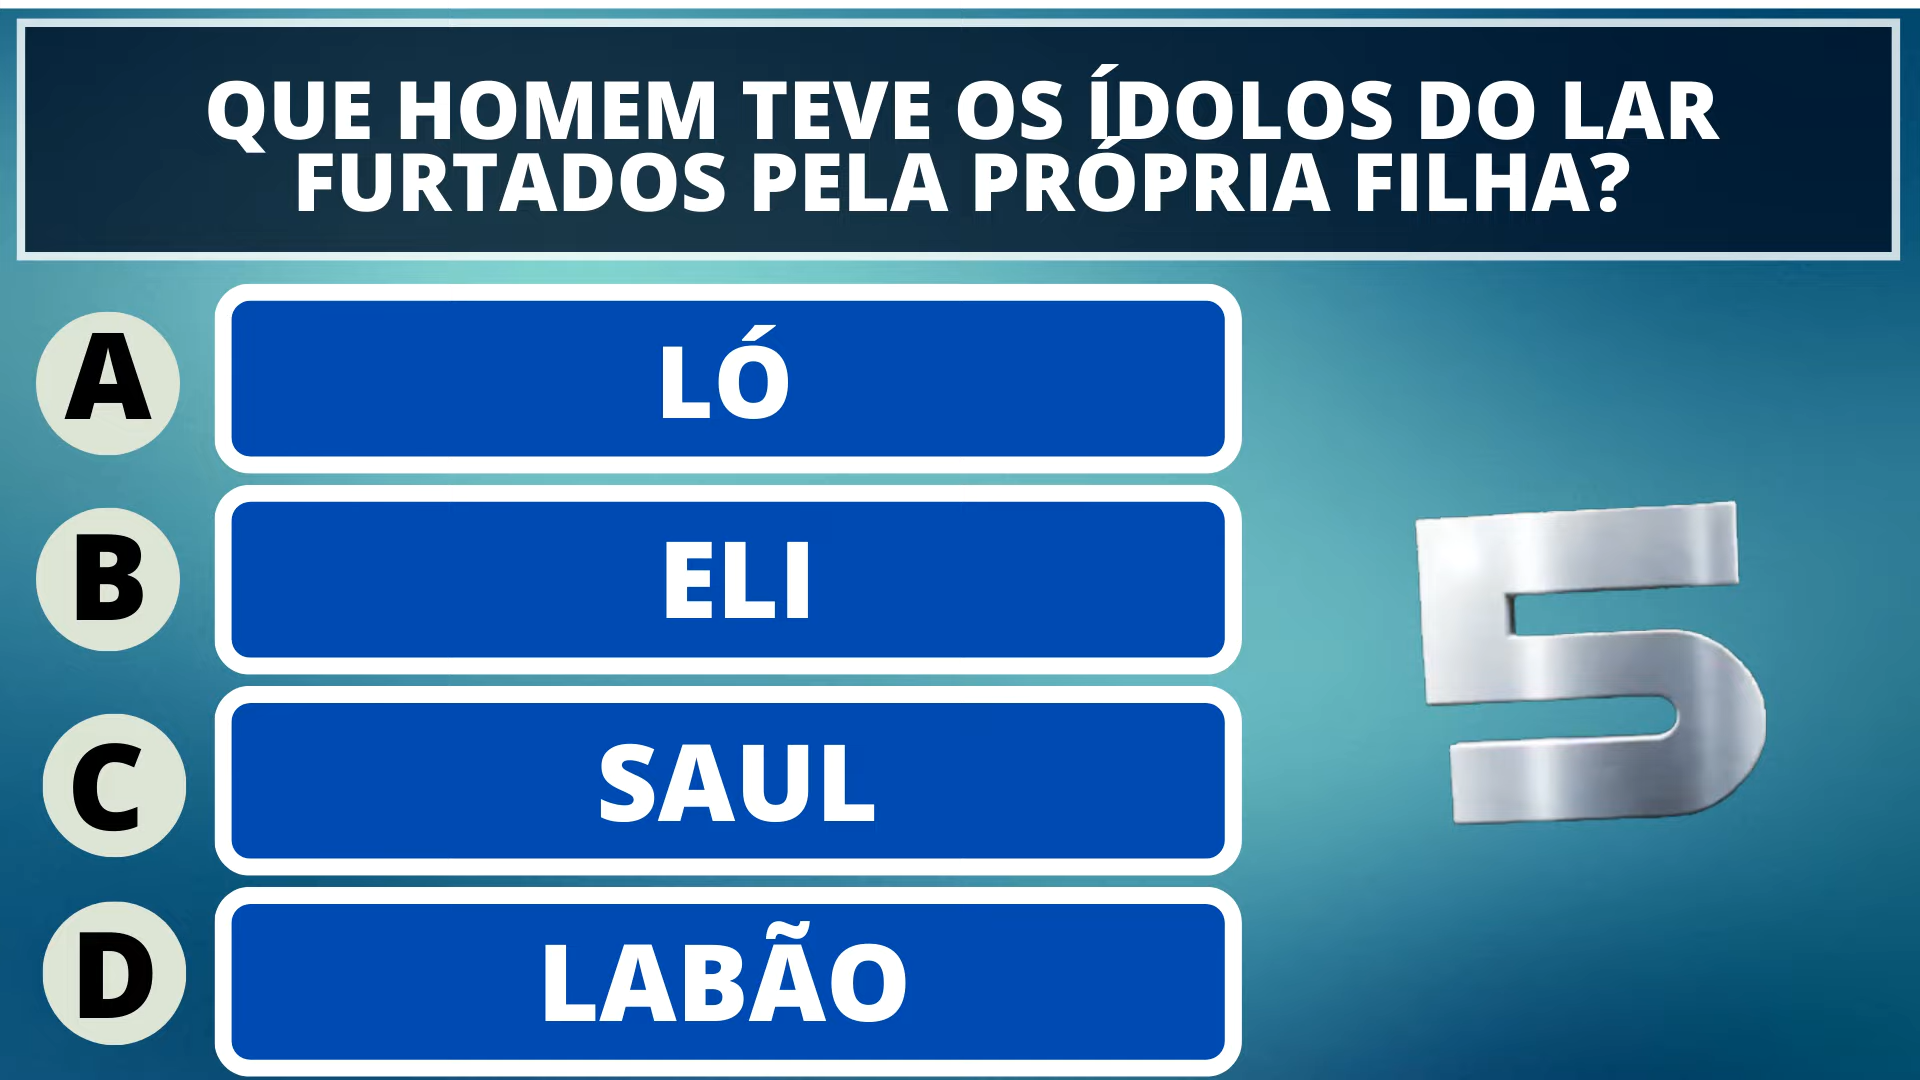 QUE HOMEM TEVE OS ÍDOLOS DO LAR
FURTADOS PELA PRÓPRIA FILHA?
A
LÓ
B
ELI
5
C
SAUL
D
LABÃO